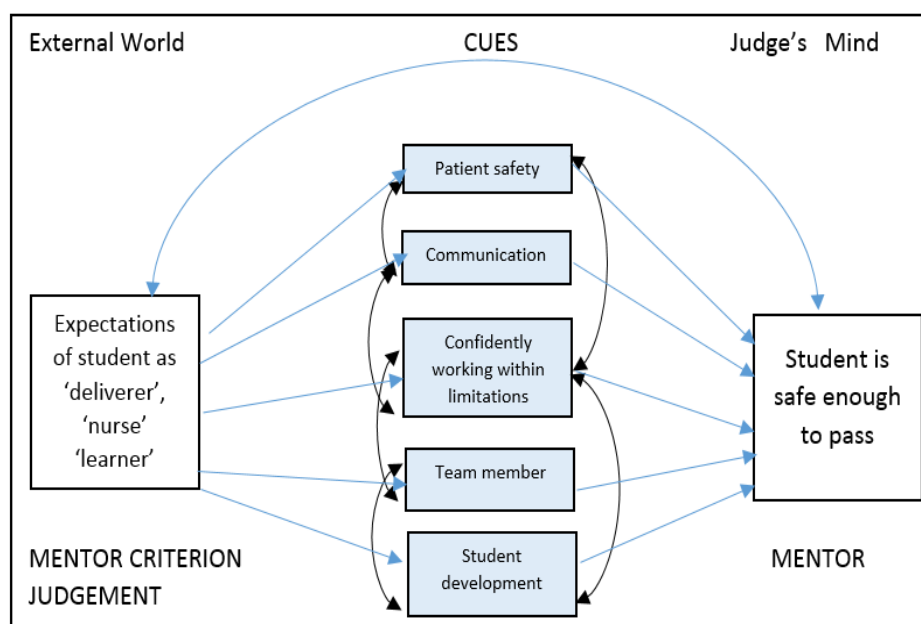 External World
CUES
Judge's Mind
Patient safety
Communication
Expectations
of student as
‘deliverer’,
‘nurse’
‘learner’
Confidently
working within
limitations
Student is
safe enough
to pass
Team member
Student
development
MENTOR CRITERION
JUDGEMENT
MENTOR